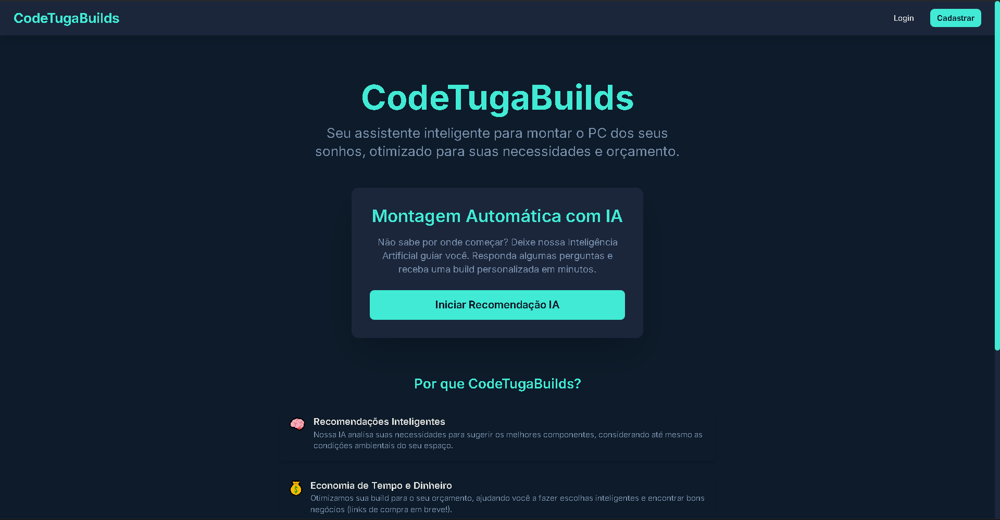 CodeTugaBuilds
Login
Cadastrar
CodeTugaBuilds
Seu assistente inteligente para montar o PC dos seus
sonhos, otimizado para suas necessidades e orçamento.
Montagem Automática com IA
Não sabe por onde começar? Deixe nossa Inteligência
Artificial guiar você. Responda algumas perguntas e
receba uma build personalizada em minutos.
Iniciar Recomendação IA
Por que CodeTugaBuilds?
Recomendações Inteligentes
Nossa IA analisa suas necessidades para sugerir os melhores componentes, considerando até mesmo as
condições ambientais do seu espaço.
Economia de Tempo e Dinheiro
Otimizamos sua build para o seu orçamento, ajudando você a fazer escolhas inteligentes e encontrar bons
negócios (links de compra em breve!).